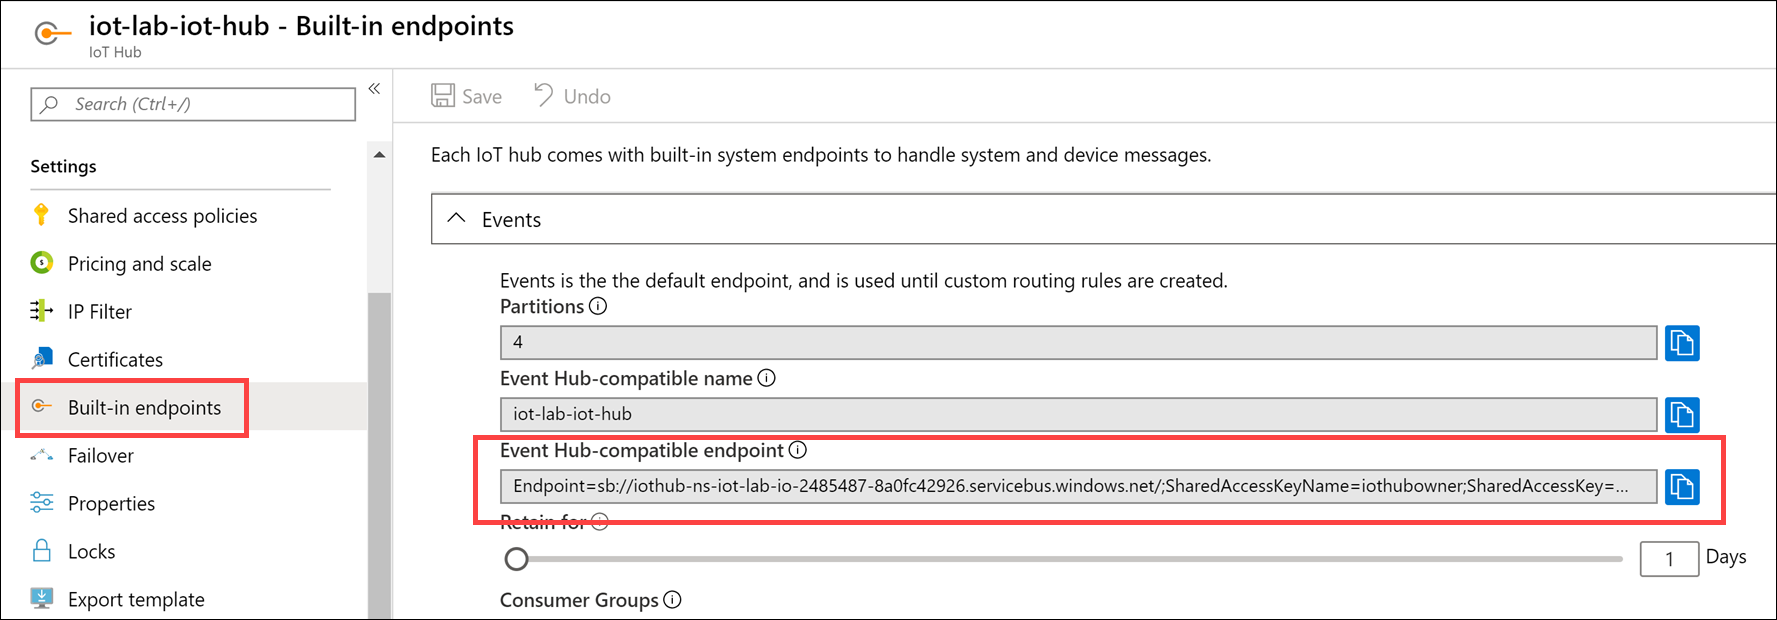 iot-lab-iot-hub - Built-in endpoints
IoT Hub
Search (Ctrl+/)
«
Settings
Shared access policies
Pricing and scale
IP Filter
Certificates
Built-in endpoints
Failover
Properties
Locks
Export template
Save
Undo
Each IoT hub comes with built-in system endpoints to handle system and device messages.
Events
Events is the the default endpoint, and is used until custom routing rules are created.
Partitions
4
Event Hub-compatible name
iot-lab-iot-hub
Event Hub-compatible endpoint
Endpoint=sb://iothub-ns-iot-lab-io-2485487-8a0fc42926.servicebus.windows.net/;SharedAccessKeyName=iothubowner;SharedAccessKey=...
Retain for
1 Days
Consumer Groups